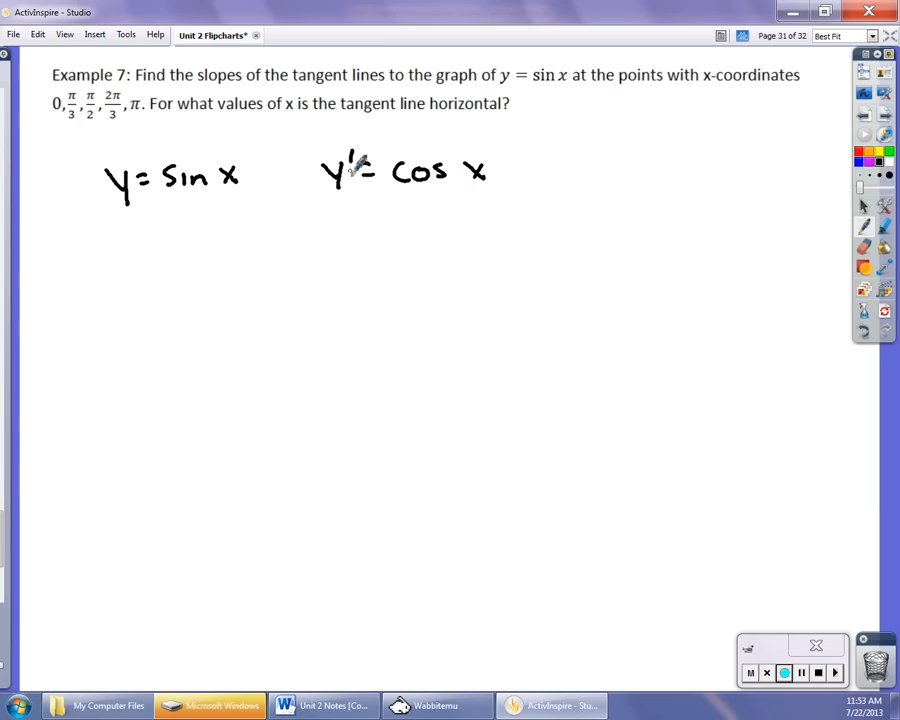 ActivInspire - Studio
File Edit View Insert Tools Help Unit 2 Flipcharts* Page 31 of 32 Best Fit
Example 7: Find the slopes of the tangent lines to the graph of y = sin x at the points with x-coordinates
0, π/3, π/2, 2π/3, π. For what values of x is the tangent line horizontal?
y = sin x y' = cos x
M
My Computer Files Microsoft Windows Unit 2 Notes [Co... Wabbitemu ActivInspire - Stu...
11:53 AM
7/22/2013